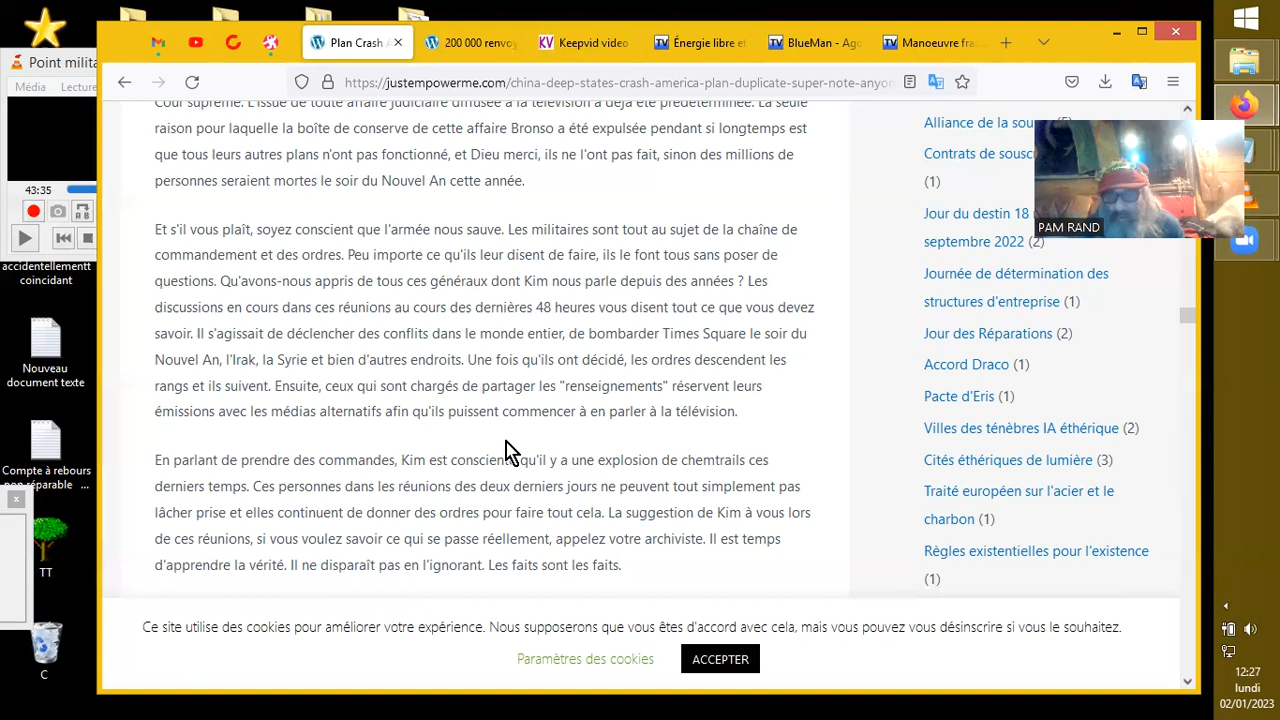 Point milita
Média
Lecture
43:35
accidentellementt
coincidant
Nouveau
document texte
Compte à rebours
non réparable ...
TT
C
Plan Crash
200 000 renvoy
Keepvid video
Énergie libre et
BlueMan - Ago
Manoeuvre fra
https://justempowerme.com/china-deep-states-crash-america-plan-duplicate-super-note-anyon
Cour suprême. L'issue de toute affaire judiciaire diffusée à la télévision a déjà été prédéterminée. La seule
raison pour laquelle la boîte de conserve de cette affaire Bronso a été expulsée pendant si longtemps est
que tous leurs autres plans n'ont pas fonctionné, et Dieu merci, ils ne l'ont pas fait, sinon des millions de
personnes seraient mortes le soir du Nouvel An cette année.
Et s'il vous plaît, soyez conscient que l'armée nous sauve. Les militaires sont tout au sujet de la chaîne de
commandement et des ordres. Peu importe ce qu'ils leur disent de faire, ils le font tous sans poser de
questions. Qu'avons-nous appris de tous ces généraux dont Kim nous parle depuis des années ? Les
discussions en cours dans ces réunions au cours des dernières 48 heures vous disent tout ce que vous devez
savoir. Il s'agissait de déclencher des conflits dans le monde entier, de bombarder Times Square le soir du
Nouvel An, l'Irak, la Syrie et bien d'autres endroits. Une fois qu'ils ont décidé, les ordres descendent les
rangs et ils suivent. Ensuite, ceux qui sont chargés de partager les "renseignements" réservent leurs
émissions avec les médias alternatifs afin qu'ils puissent commencer à en parler à la télévision.
En parlant de prendre des commandes, Kim est conscient qu'il y a une explosion de chemtrails ces
derniers temps. Ces personnes dans les réunions des deux derniers jours ne peuvent tout simplement pas
lâcher prise et elles continuent de donner des ordres pour faire tout cela. La suggestion de Kim à vous lors
de ces réunions, si vous voulez savoir ce qui se passe réellement, appelez votre archiviste. Il est temps
d'apprendre la vérité. Il ne disparaît pas en l'ignorant. Les faits sont les faits.
Alliance de la sou
Contrats de sousc
(1)
Jour du destin 18
septembre 2022 (2)
Journée de détermination des
structures d'entreprise (1)
Jour des Réparations (2)
Accord Draco (1)
Pacte d'Eris (1)
Villes des ténèbres IA éthérique (2)
Cités éthériques de lumière (3)
Traité européen sur l'acier et le
charbon (1)
Règles existentielles pour l'existence
(1)
PAM RAND
Ce site utilise des cookies pour améliorer votre expérience. Nous supposerons que vous êtes d'accord avec cela, mais vous pouvez vous désinscrire si vous le souhaitez.
Paramètres des cookies
ACCEPTER
12:27
lundi
02/01/2023